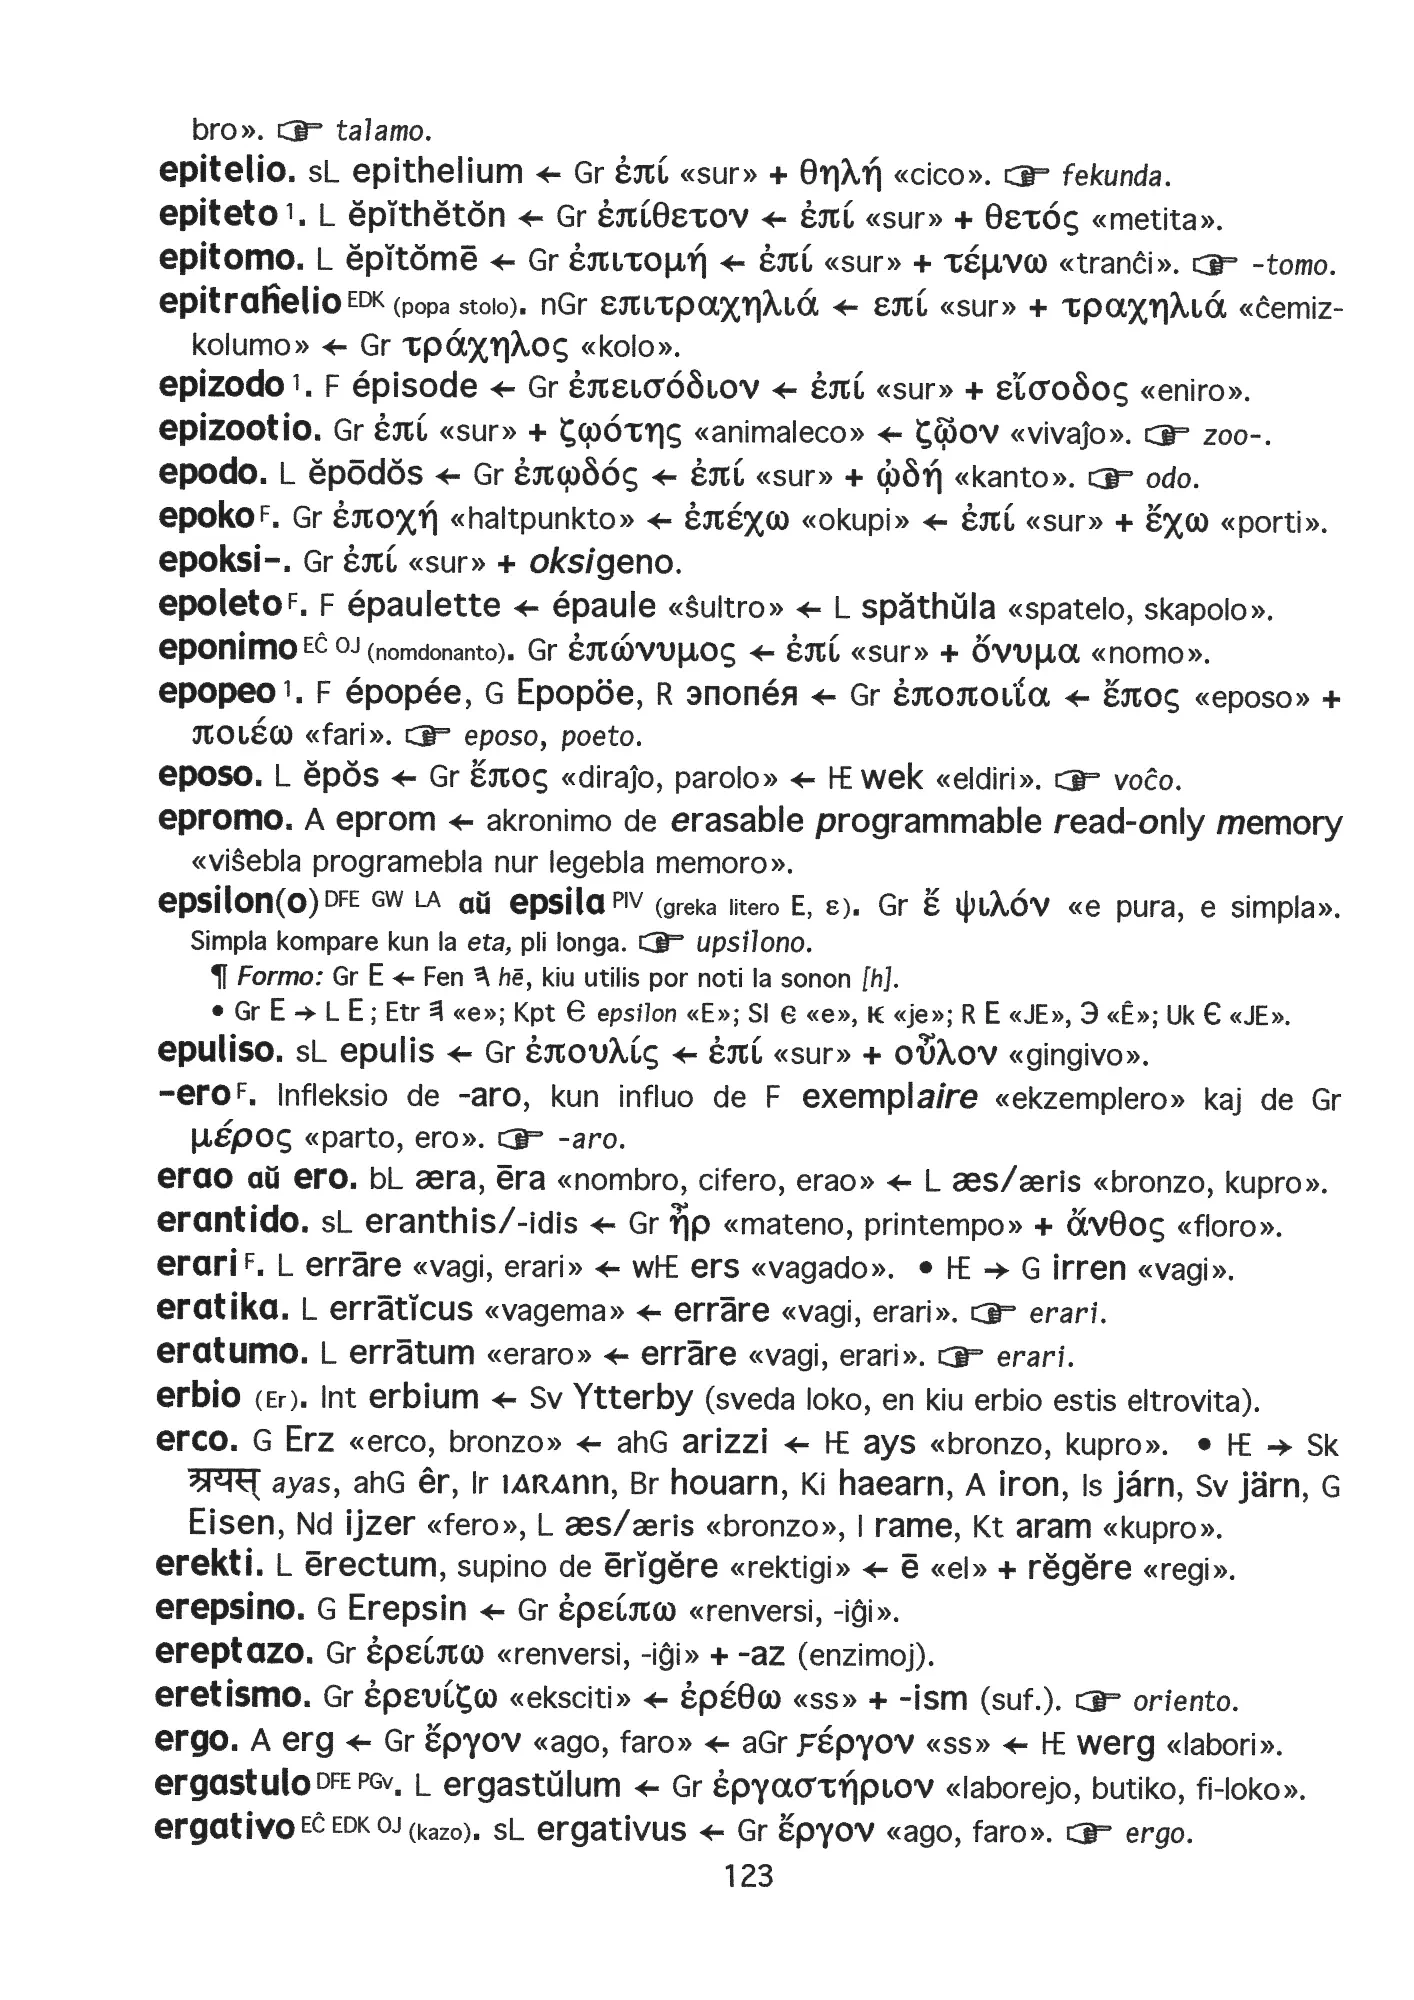 bro». ☞ talamo.
epitelio. sL epithelium ← Gr ἐπί «sur» + θηλή «cico». ☞ fekunda.
epiteto¹. L ĕpĭthĕtŏn ← Gr ἐπίθετον ← ἐπί «sur» + θετός «metita».
epitomo. L ĕpĭtŏmē ← Gr ἐπιτομή ← ἐπί «sur» + τέμνω «tranĉi». ☞ -tomo.
epitraĥelio EDK (popa stolo). nGr επιτραχηλιά ← επί «sur» + τραχηλιά «ĉemiz-
kolumo» ← Gr τράχηλος «kolo».
epizodo¹. F épisode ← Gr ἐπεισόδιον ← ἐπί «sur» + εἴσοδος «eniro».
epizootio. Gr ἐπί «sur» + ζῳότης «animaleco» ← ζῷον «vivaĵo». ☞ zoo-.
epodo. L ĕpōdŏs ← Gr ἐπῳδός ← ἐπί «sur» + ᾠδή «kanto». ☞ odo.
epoko F. Gr ἐποχή «haltpunkto» ← ἐπέχω «okupi» ← ἐπί «sur» + ἔχω «porti».
epoksi-. Gr ἐπί «sur» + oksigeno.
epoleto F. F épaulette ← épaule «ŝultro» ← L spăthŭla «spatelo, skapolo».
eponimo EĈ OJ (nomdonanto). Gr ἐπώνυμος ← ἐπί «sur» + ὄνυμα «nomo».
epopeo¹. F épopée, G Epopöe, R эпопéя ← Gr ἐποποιΐα ← ἔπος «eposo» +
ποιέω «fari». ☞ eposo, poeto.
eposo. L ĕpŏs ← Gr ἔπος «diraĵo, parolo» ← IE wek «eldiri». ☞ voĉo.
epromo. A eprom ← akronimo de erasable programmable read-only memory
«viŝebla programebla nur legebla memoro».
epsilon(o) DFE GW LA aŭ epsila PIV (greka litero E, ε). Gr ἒ ψιλόν «e pura, e simpla».
Simpla kompare kun la eta, pli longa. ☞ upsilono.
¶ Formo: Gr E ← Fen 𐤄 hē, kiu utilis por noti la sonon [h].
• Gr E → L E; Etr 𐌄 «e»; Kpt Ⲉ epsilon «E»; Sl є «e», ѥ «je»; R E «JE», Э «Ê»; Uk Є «JE».
epuliso. sL epulis ← Gr ἐπουλίς ← ἐπί «sur» + οὖλον «gingivo».
-ero F. Infleksio de -aro, kun influo de F exemplaire «ekzemplero» kaj de Gr
μέρος «parto, ero». ☞ -aro.
erao aŭ ero. bL æra, ēra «nombro, cifero, erao» ← L æs/æris «bronzo, kupro».
erantido. sL eranthis/-idis ← Gr ἦρ «mateno, printempo» + ἄνθος «floro».
erari F. L errāre «vagi, erari» ← wIE ers «vagado». • IE → G irren «vagi».
eratika. L errātĭcus «vagema» ← errāre «vagi, erari». ☞ erari.
eratumo. L errātum «eraro» ← errāre «vagi, erari». ☞ erari.
erbio (Er). Int erbium ← Sv Ytterby (sveda loko, en kiu erbio estis eltrovita).
erco. G Erz «erco, bronzo» ← ahG arizzi ← IE ays «bronzo, kupro». • IE → Sk
अयस् ayas, ahG êr, Ir ıarann, Br houarn, Ki haearn, A iron, Is járn, Sv järn, G
Eisen, Nd ijzer «fero», L æs/æris «bronzo», I rame, Kt aram «kupro».
erekti. L ērectum, supino de ērĭgĕre «rektigi» ← ē «el» + rĕgĕre «regi».
erepsino. G Erepsin ← Gr ἐρείπω «renversi, -iĝi».
ereptazo. Gr ἐρείπω «renversi, -iĝi» + -az (enzimoj).
eretismo. Gr ἐρευίζω «eksciti» ← ἐρέθω «ss» + -ism (suf.). ☞ oriento.
ergo. A erg ← Gr ἔργον «ago, faro» ← aGr ϝέργον «ss» ← IE werg «labori».
ergastulo DFE PGv. L ergastŭlum ← Gr ἐργαστήριον «laborejo, butiko, fi-loko».
ergativo EĈ EDK OJ (kazo). sL ergativus ← Gr ἔργον «ago, faro». ☞ ergo.
123